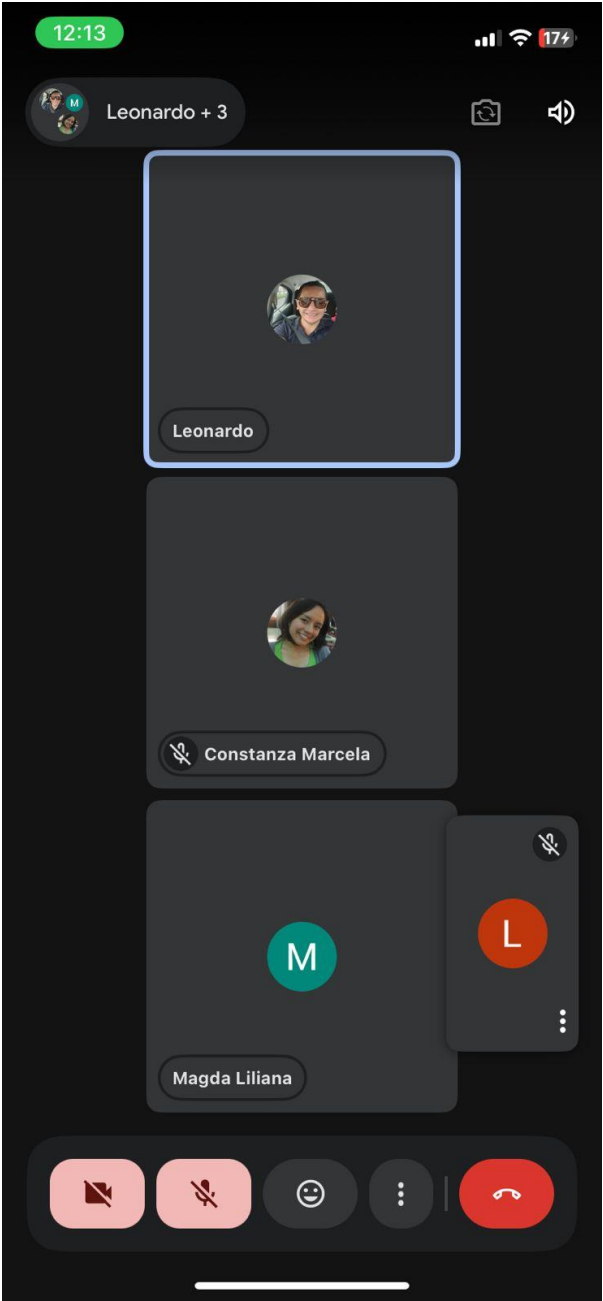 12:13
17
M
Leonardo + 3
Leonardo
Constanza Marcela
L
M
Magda Liliana